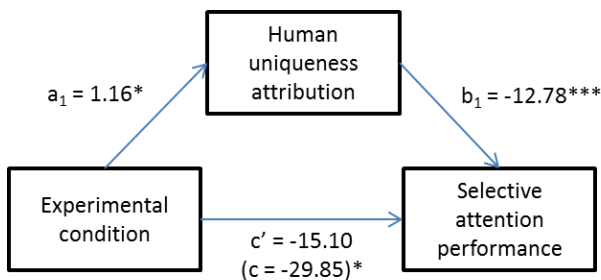 Human
uniqueness
attribution
a₁ = 1.16*
b₁ = -12.78***
Experimental
condition
Selective
attention
performance
c’ = -15.10
(c = -29.85)*